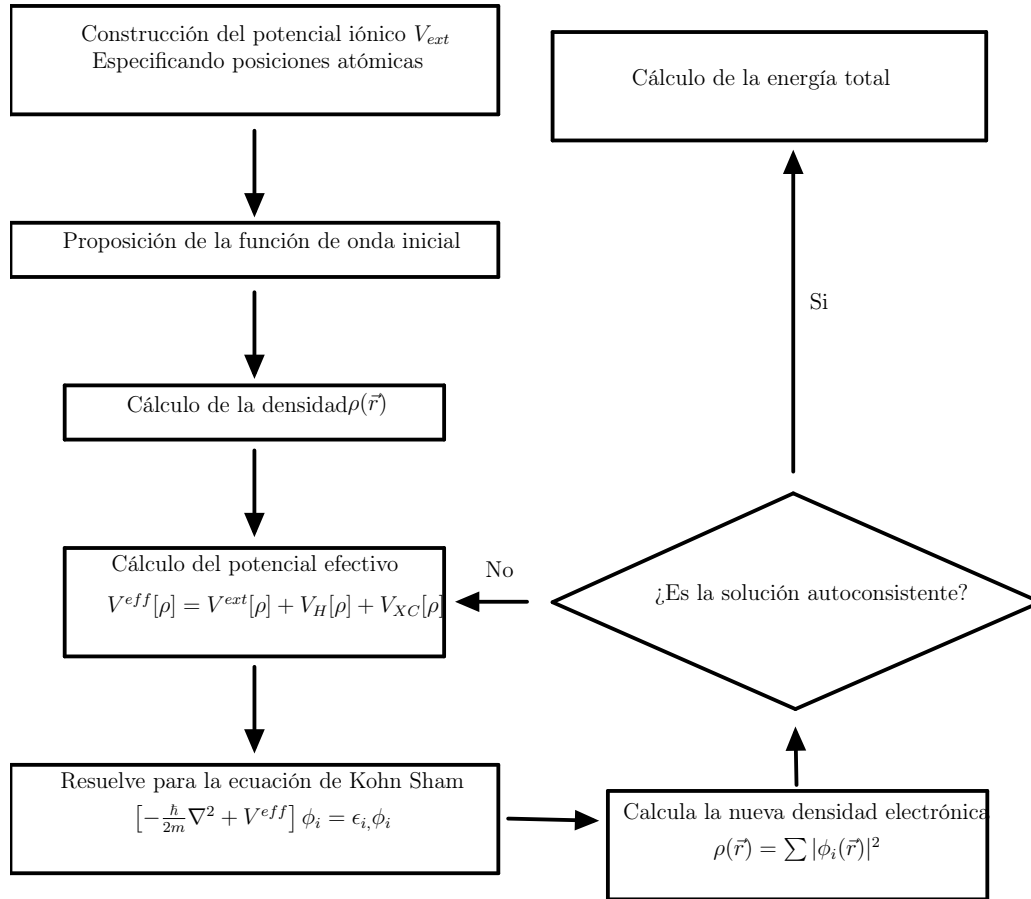 Construcción del potencial iónico $V_{ext}$
Especificando posiciones atómicas
Proposición de la función de onda inicial
Cálculo de la densidad$\rho(\vec{r})$
Cálculo del potencial efectivo
$V^{eff}[\rho] = V^{ext}[\rho] + V_H[\rho] + V_{XC}[\rho]$
Resuelve para la ecuación de Kohn Sham
$\left[-\frac{\hbar}{2m}\nabla^2 + V^{eff}\right]\phi_i = \epsilon_{i,}\phi_i$
Calcula la nueva densidad electrónica
$\rho(\vec{r}) = \sum |\phi_i(\vec{r})|^2$
¿Es la solución autoconsistente?
No
Si
Cálculo de la energía total